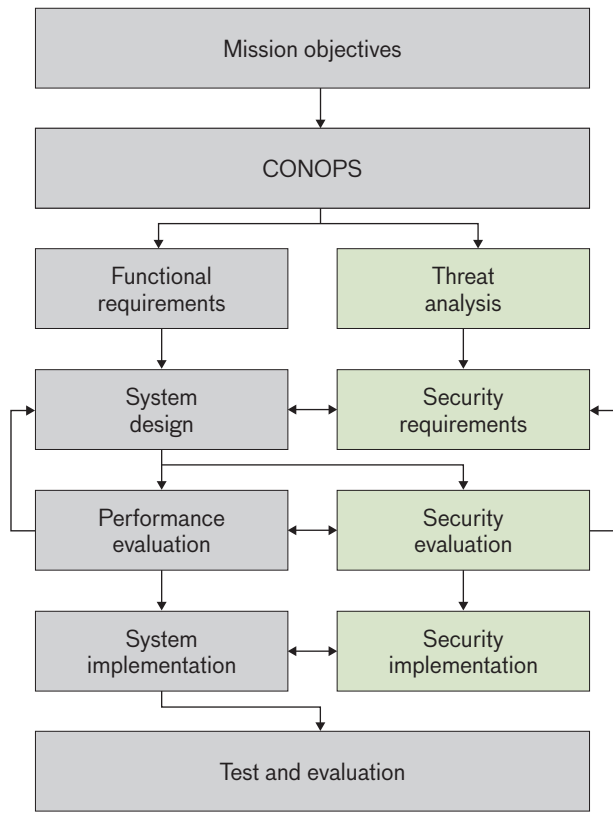 Mission objectives
CONOPS
Functional
requirements
Threat
analysis
System
design
Security
requirements
Performance
evaluation
Security
evaluation
System
implementation
Security
implementation
Test and evaluation